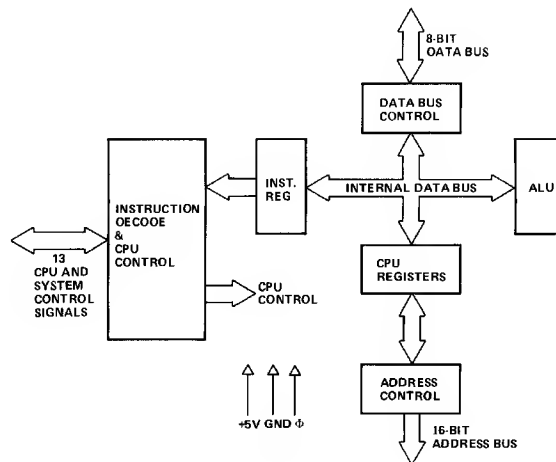 8-BIT
OATA BUS
DATA BUS
CONTROL
INST.
REG
INTERNAL DATA BUS
ALU
INSTRUCTION
OECOOE
&
CPU
CONTROL
13
CPU AND
SYSTEM
CONTROL
SIGNALS
CPU
CONTROL
CPU
REGISTERS
ADDRESS
CONTROL
+5V GND Φ
16-BIT
ADDRESS BUS